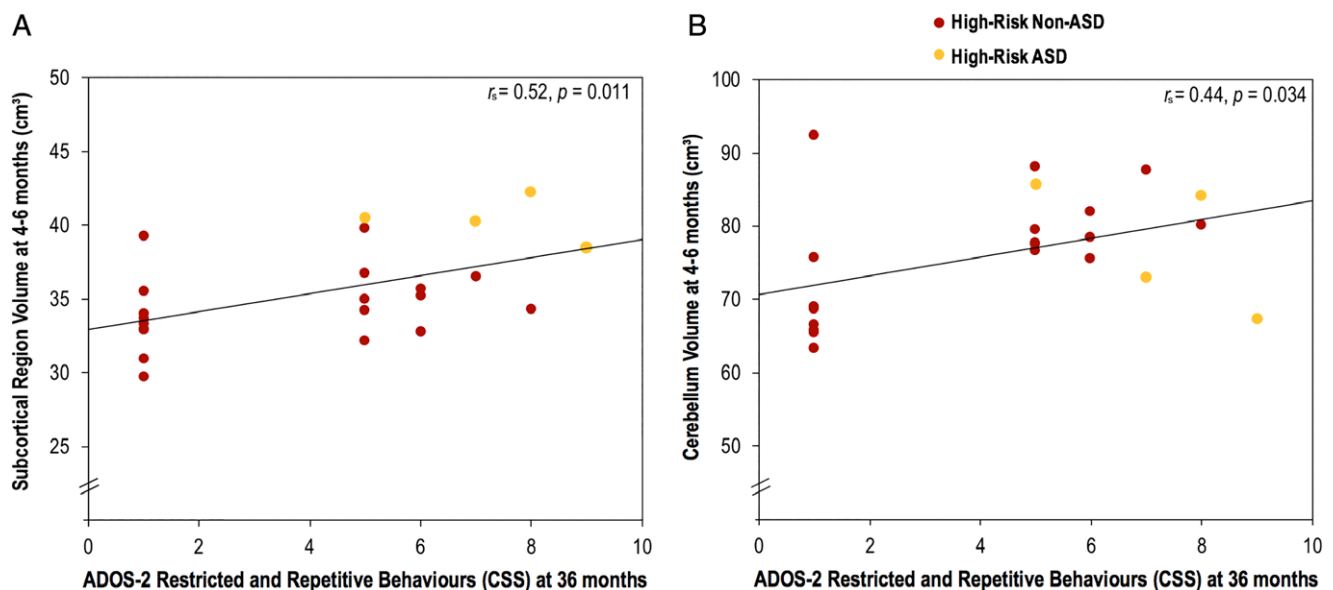 A
Subcortical Region Volume at 4-6 months (cm³)
50
45
40
35
30
25
r_s = 0.52, p = 0.011
0 2 4 6 8 10
ADOS-2 Restricted and Repetitive Behaviours (CSS) at 36 months
B
High-Risk Non-ASD
High-Risk ASD
Cerebellum Volume at 4-6 months (cm³)
100
90
80
70
60
50
r_s = 0.44, p = 0.034
0 2 4 6 8 10
ADOS-2 Restricted and Repetitive Behaviours (CSS) at 36 months